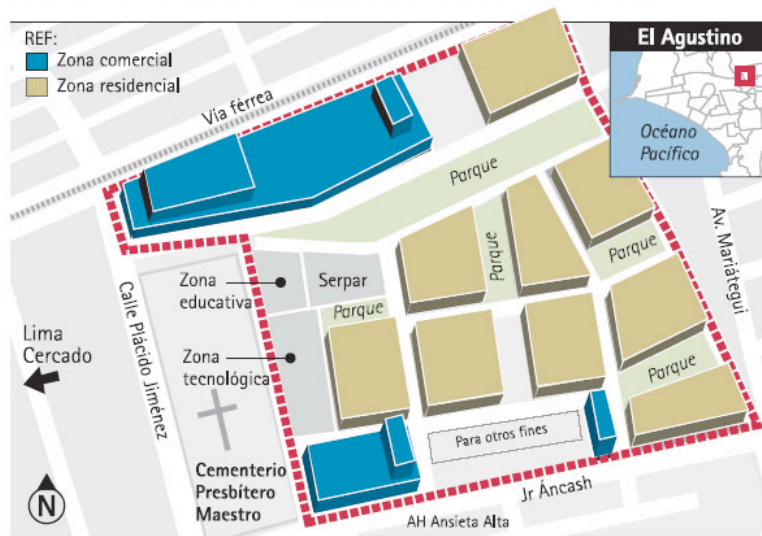 REF:
Zona comercial
Zona residencial
El Agustino
Océano
Pacífico
Vía férrea
Parque
Parque
Parque
Av. Mariátegui
Zona
educativa
Serpar
Parque
Calle Plácido Jiménez
Lima
Cercado
Zona
tecnológica
Parque
Para otros fines
Cementerio
Presbítero
Maestro
Jr Áncash
N
AH Ansieta Alta